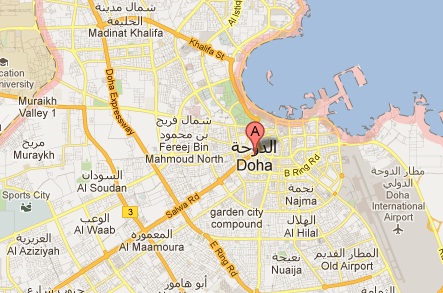 شمال مدينة
الخليفة
Madinat Khalifa
Al Istiq
Khalifa St
Doha Expressway
cation
University
Muraikh
Valley 1
شمال فريج
بن محمود
Fereej Bin
Mahmoud North
مريخ
Muraykh
A
الدوحة
Doha
B Ring Rd
مطار الدوحة
الدولي
Doha
International
Airport
السودان
Al Soudan
Sports City
نجمة
Najma
3
Salwa Rd
garden city
compound
الوعب
Al Waab
الهلال
Al Hilal
العزيزية
Al Aziziyah
المعمورة
Al Maamoura
E Ring Rd
المطار القديم
Old Airport
نعيجة
Nuaija
أبو هامور